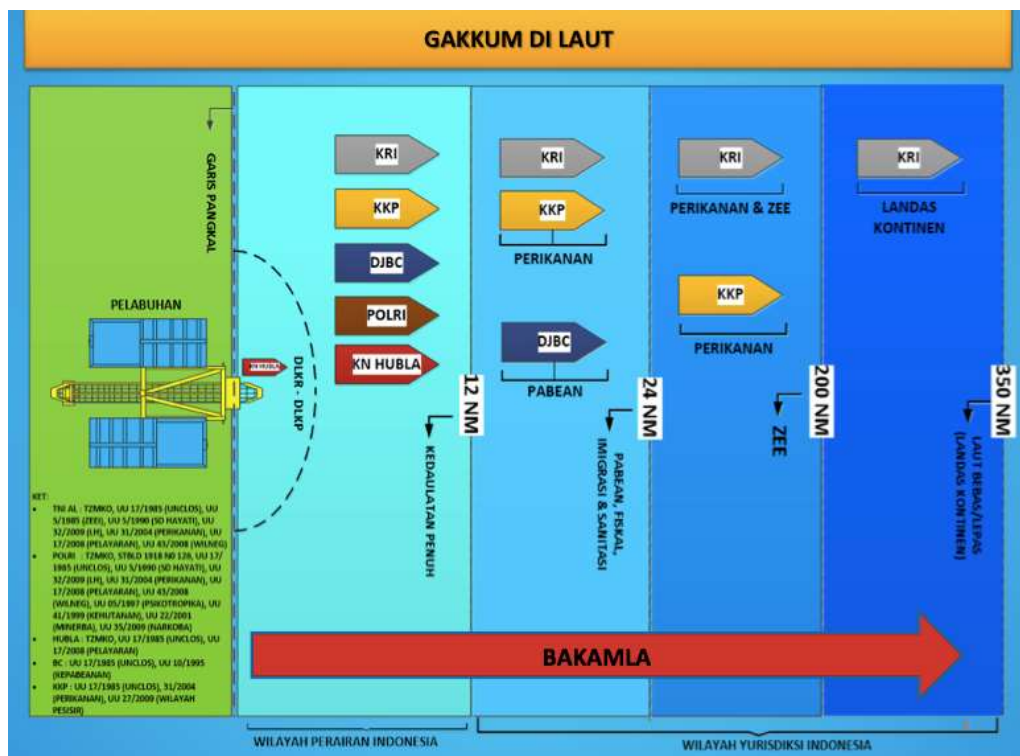 GAKKUM DI LAUT
GARIS PANGKAL
PELABUHAN
KN HUBLA
DLKR - DLKP
KRI
KKP
DJBC
POLRI
KN HUBLA
12 NM
KEDAULATAN PENUH
KRI
KKP
PERIKANAN
DJBC
PABEAN
24 NM
PABEAN, FISKAL,
IMIGRASI & SANITASI
KRI
PERIKANAN & ZEE
KKP
PERIKANAN
200 NM
ZEE
KRI
LANDAS
KONTINEN
350 NM
LAUT BEBAS/LEPAS
(LANDAS KONTINEN)
KET:
• TNI AL : TZMKO, UU 17/1985 (UNCLOS), UU
5/1985 (ZEEI), UU 5/1990 (SD HAYATI), UU
32/2009 (LH), UU 31/2004 (PERIKANAN), UU
17/2008 (PELAYARAN), UU 43/2008 (WILNEG)
• POLRI : TZMKO, STBLD 1918 NO 126, UU 17/
1985 (UNCLOS), UU 5/1990 (SD HAYATI), UU
32/2009 (LH), UU 31/2004 (PERIKANAN), UU
17/2008 (PELAYARAN), UU 43/2008
(WILNEG), UU 05/1997 (PSIKOTROPIKA), UU
41/1999 (KEHUTANAN), UU 22/2001
(MINERBA), UU 35/2009 (NARKOBA)
• HUBLA : TZMKO, UU 17/1985 (UNCLOS), UU
17/2008 (PELAYARAN)
• BC : UU 17/1985 (UNCLOS), UU 10/1995
(KEPABEANAN)
• KKP : UU 17/1985 (UNCLOS), 31/2004
(PERIKANAN), UU 27/2009 (WILAYAH
PESISIR)
BAKAMLA
WILAYAH PERAIRAN INDONESIA
WILAYAH YURISDIKSI INDONESIA